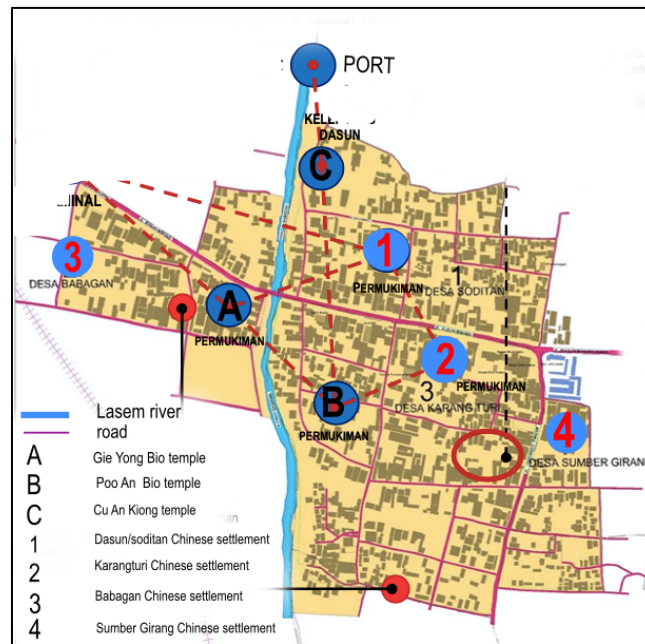 PORT
DASUN
C
1
3
DESA BABAGAN
A
PERMUKIMAN
PERMUKIMAN
1
DESA SODITAN
2
3
PERMUKIMAN
DESA KARANG TURI
B
PERMUKIMAN
4
DESA SUMBER GIRANG
Lasem river
road
A Gie Yong Bio temple
B Poo An Bio temple
C Cu An Kiong temple
1 Dasun/soditan Chinese settlement
2 Karangturi Chinese settlement
3 Babagan Chinese settlement
4 Sumber Girang Chinese settlement